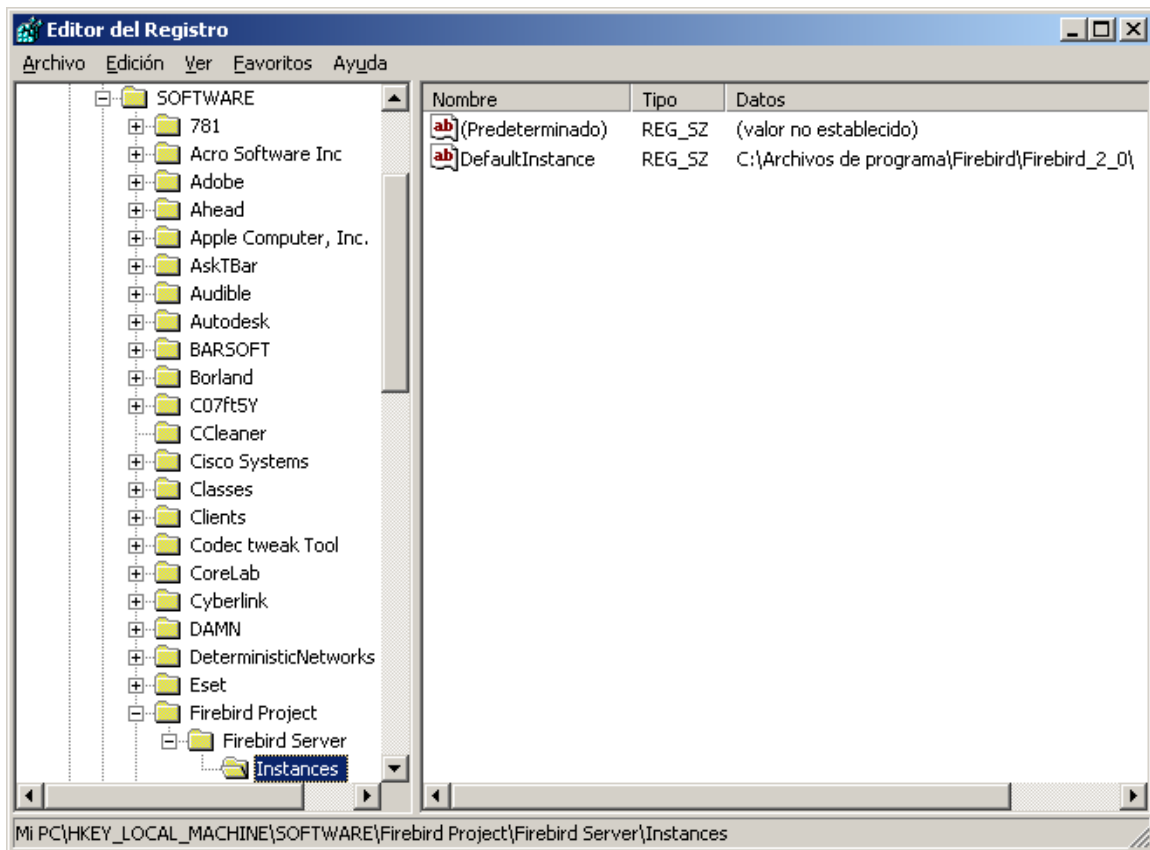 Editor del Registro
Archivo Edición Ver Favoritos Ayuda
SOFTWARE
781
Acro Software Inc
Adobe
Ahead
Apple Computer, Inc.
AskTBar
Audible
Autodesk
BARSOFT
Borland
C07ft5Y
CCleaner
Cisco Systems
Classes
Clients
Codec tweak Tool
CoreLab
Cyberlink
DAMN
DeterministicNetworks
Eset
Firebird Project
Firebird Server
Instances
Nombre Tipo Datos
ab (Predeterminado) REG_SZ (valor no establecido)
ab DefaultInstance REG_SZ C:\Archivos de programa\Firebird\Firebird_2_0\
Mi PC\HKEY_LOCAL_MACHINE\SOFTWARE\Firebird Project\Firebird Server\Instances